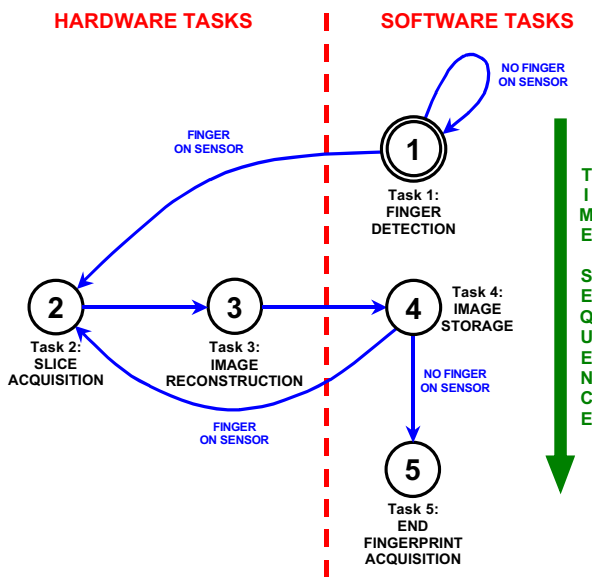 HARDWARE TASKS
SOFTWARE TASKS
NO FINGER
ON SENSOR
FINGER
ON SENSOR
1
Task 1:
FINGER
DETECTION
TIME SEQUENCE
2
Task 2:
SLICE
ACQUISITION
3
Task 3:
IMAGE
RECONSTRUCTION
4
Task 4:
IMAGE
STORAGE
NO FINGER
ON SENSOR
FINGER
ON SENSOR
5
Task 5:
END
FINGERPRINT
ACQUISITION